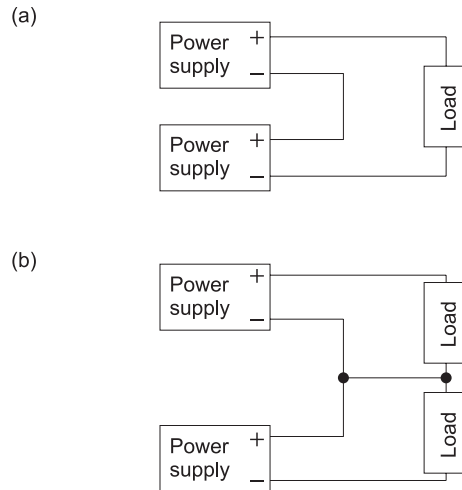 (a)
Power +
supply −
Load
Power +
supply −
(b)
Power +
supply −
Load
Load
Power +
supply −